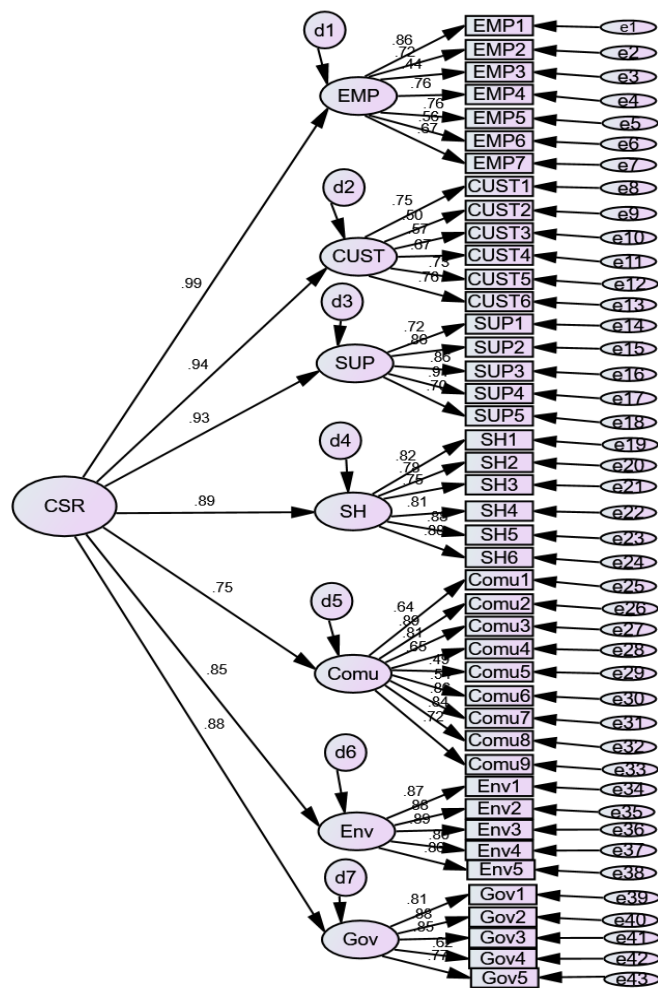 d1
EMP
.86
.72
.44
.76
.76
.56
.67
EMP1
e1
EMP2
e2
EMP3
e3
EMP4
e4
EMP5
e5
EMP6
e6
EMP7
e7
d2
CUST
.75
.50
.57
.67
.73
.76
CUST1
e8
CUST2
e9
CUST3
e10
CUST4
e11
CUST5
e12
CUST6
e13
d3
SUP
.72
.70
SUP1
e14
SUP2
e15
SUP3
e16
SUP4
e17
SUP5
e18
.99
.94
.93
CSR
.89
.75
.85
.88
d4
SH
.82
.78
.75
.81
SH1
e19
SH2
e20
SH3
e21
SH4
e22
SH5
e23
SH6
e24
d5
Comu
.64
.89
.81
.65
.49
.54
.84
.72
Comu1
e25
Comu2
e26
Comu3
e27
Comu4
e28
Comu5
e29
Comu6
e30
Comu7
e31
Comu8
e32
Comu9
e33
d6
Env
.87
.88
.89
Env1
e34
Env2
e35
Env3
e36
Env4
e37
Env5
e38
d7
Gov
.81
.85
.62
.77
Gov1
e39
Gov2
e40
Gov3
e41
Gov4
e42
Gov5
e43